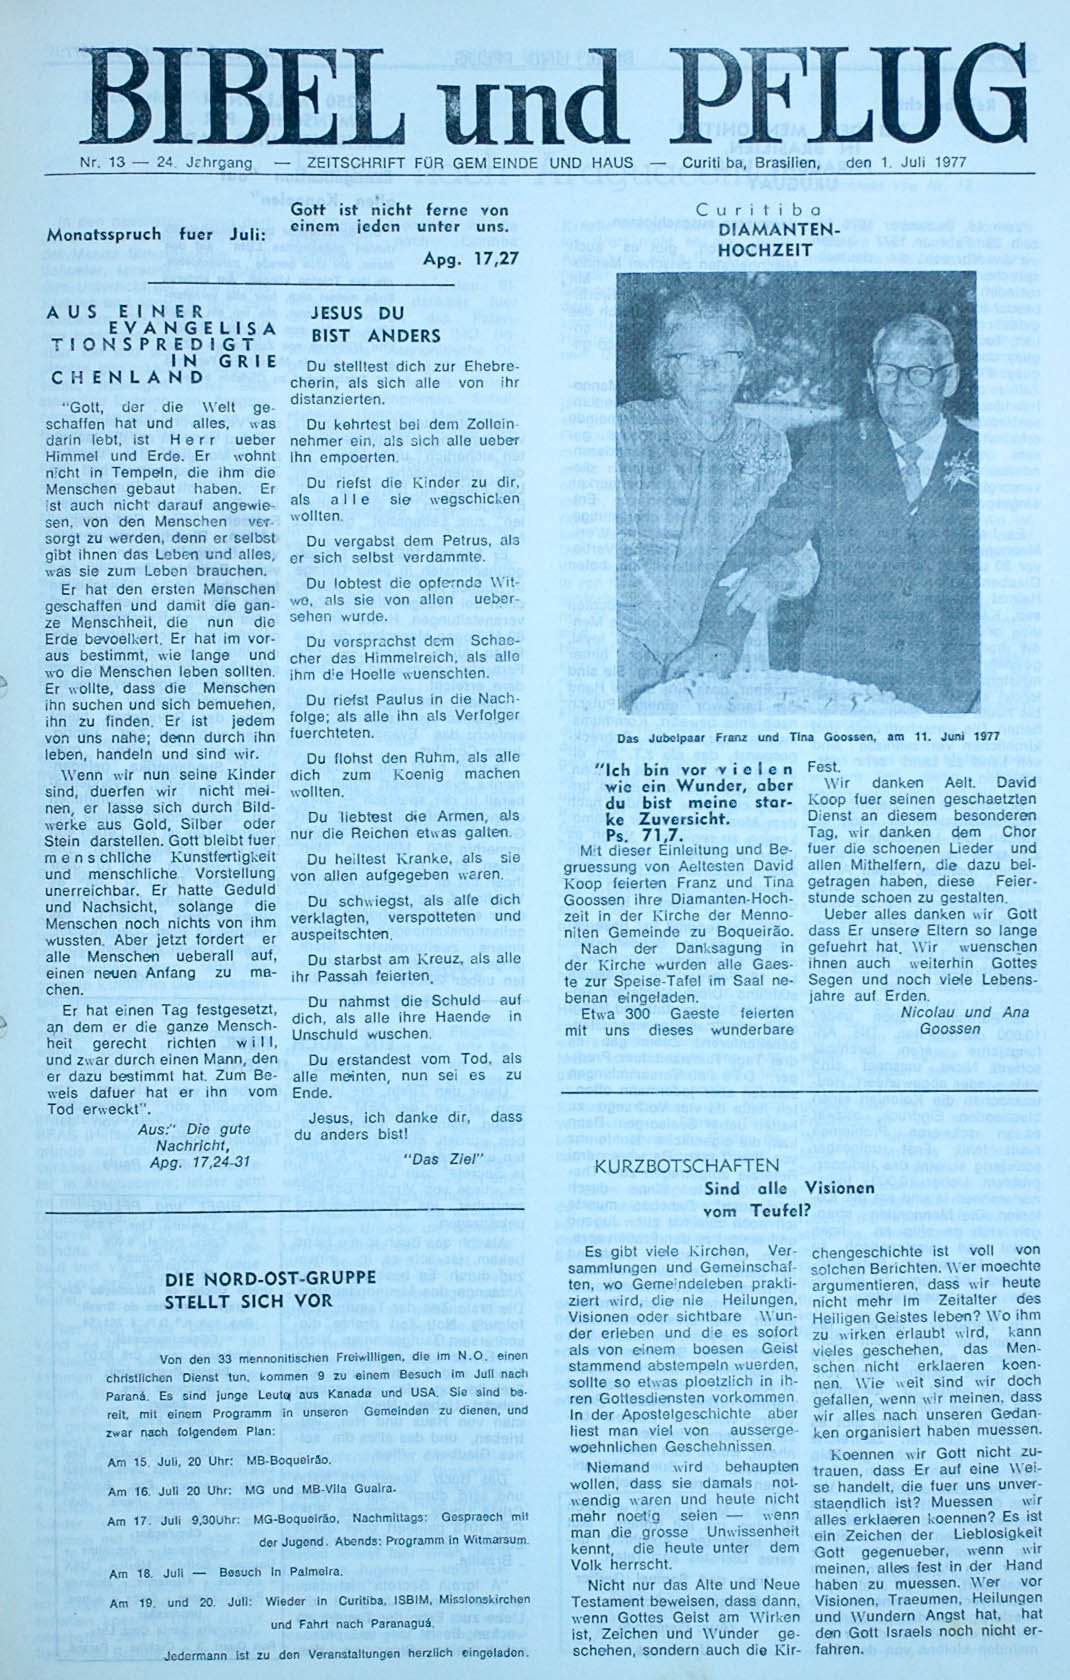 BIBEL und PFLUG
Nr. 13 — 24. Jahrgang — ZEITSCHRIFT FÜR GEMEINDE UND HAUS — Curitiba, Brasilien, den 1. Juli 1977
Monatsspruch fuer Juli:
Gott ist nicht ferne von
einem jeden unter uns.
Apg. 17,27
AUS EINER
EVANGELISA
TIONSPREDIGT
IN GRIE
CHENLAND
"Gott, der die Welt ge-
schaffen hat und alles, was
darin lebt, ist Herr ueber
Himmel und Erde. Er wohnt
nicht in Tempeln, die ihm die
Menschen gebaut haben. Er
ist auch nicht darauf angewie-
sen, von den Menschen ver-
sorgt zu werden, denn er selbst
gibt ihnen das Leben und alles,
was sie zum Leben brauchen.
Er hat den ersten Menschen
geschaffen und damit die gan-
ze Menschheit, die nun die
Erde bevoelkert. Er hat im vor-
aus bestimmt, wie lange und
wo die Menschen leben sollten.
Er wollte, dass die Menschen
ihn suchen und sich bemuehen,
ihn zu finden. Er ist jedem
von uns nahe; denn durch ihn
leben, handeln und sind wir.
Wenn wir nun seine Kinder
sind, duerfen wir nicht mei-
nen, er lasse sich durch Bild-
werke aus Gold, Silber oder
Stein darstellen. Gott bleibt fuer
menschliche Kunstfertigkeit
und menschliche Vorstellung
unerreichbar. Er hatte Geduld
und Nachsicht, solange die
Menschen noch nichts von ihm
wussten. Aber jetzt fordert er
alle Menschen ueberall auf,
einen neuen Anfang zu ma-
chen.
Er hat einen Tag festgesetzt,
an dem er die ganze Mensch-
heit gerecht richten will,
und zwar durch einen Mann, den
er dazu bestimmt hat. Zum Be-
weis dafuer hat er ihn vom
Tod erweckt".
Aus:" Die gute
Nachricht,
Apg. 17,24-31
JESUS DU
BIST ANDERS
Du stelltest dich zur Ehebre-
cherin, als sich alle von ihr
distanzierten.
Du kehrtest bei dem Zollein-
nehmer ein, als sich alle ueber
ihn empoerten.
Du riefst die Kinder zu dir,
als alle sie wegschicken
wollten.
Du vergabst dem Petrus, als
er sich selbst verdammte.
Du lobtest die opfernde Wit-
we, als sie von allen ueber-
sehen wurde.
Du versprachst dem Schae-
cher das Himmelreich, als alle
ihm die Hoelle wuenschten.
Du riefst Paulus in die Nach-
folge; als alle ihn als Verfolger
fuerchteten.
Du flohst den Ruhm, als alle
dich zum Koenig machen
wollten.
Du liebtest die Armen, als
nur die Reichen etwas galten.
Du heiltest Kranke, als sie
von allen aufgegeben waren.
Du schwiegst, als alle dich
verklagten, verspotteten und
auspeitschten.
Du starbst am Kreuz, als alle
ihr Passah feierten.
Du nahmst die Schuld auf
dich, als alle ihre Haende in
Unschuld wuschen.
Du erstandest vom Tod, als
alle meinten, nun sei es zu
Ende.
Jesus, ich danke dir, dass
du anders bist!
"Das Ziel"
DIE NORD-OST-GRUPPE
STELLT SICH VOR
Von den 33 mennonitischen Freiwilligen, die im N.O. einen
christlichen Dienst tun, kommen 9 zu einem Besuch im Juli nach
Paraná. Es sind junge Leute aus Kanada und USA. Sie sind be-
reit, mit einem Programm in unseren Gemeinden zu dienen, und
zwar nach folgendem Plan:
Am 15. Juli, 20 Uhr: MB-Boqueirão.
Am 16. Juli 20 Uhr: MG und MB-Vila Guaira.
Am 17. Juli 9,30Uhr: MG-Boqueirão, Nachmittags: Gespraech mit
der Jugend. Abends: Programm in Witmarsum.
Am 18. Juli — Besuch in Palmeira.
Am 19. und 20. Juli: Wieder in Curitiba, ISBIM, Missionskirchen
und Fahrt nach Paranaguá.
Jedermann ist zu den Veranstaltungen herzlich eingeladen.
Curitiba
DIAMANTEN-
HOCHZEIT
Das Jubelpaar Franz und Tina Goossen, am 11. Juni 1977
"Ich bin vor vielen
wie ein Wunder, aber
du bist meine star-
ke Zuversicht.
Ps. 71,7.
Mit dieser Einleitung und Be-
gruessung von Aeltesten David
Koop feierten Franz und Tina
Goossen ihre Diamanten-Hoch-
zeit in der Kirche der Menno-
niten Gemeinde zu Boqueirão.
Nach der Danksagung in
der Kirche wurden alle Gaes-
te zur Speise-Tafel im Saal ne-
benan eingeladen.
Etwa 300 Gaeste feierten
mit uns dieses wunderbare
Fest.
Wir danken Aelt. David
Koop fuer seinen geschaetzten
Dienst an diesem besonderen
Tag, wir danken dem Chor
fuer die schoenen Lieder und
allen Mithelfern, die dazu bei-
getragen haben, diese Feier-
stunde schoen zu gestalten.
Ueber alles danken wir Gott
dass Er unsere Eltern so lange
gefuehrt hat. Wir wuenschen
ihnen auch weiterhin Gottes
Segen und noch viele Lebens-
jahre auf Erden.
Nicolau und Ana
Goossen
KURZBOTSCHAFTEN
Sind alle Visionen
vom Teufel?
Es gibt viele Kirchen, Ver-
sammlungen und Gemeinschaf-
ten, wo Gemeindeleben prakti-
ziert wird, die nie Heilungen,
Visionen oder sichtbare Wun-
der erleben und die es sofort
als von einem boesen Geist
stammend abstempeln wuerden,
sollte so etwas ploetzlich in ih-
ren Gottesdiensten vorkommen.
In der Apostelgeschichte aber
liest man viel von ausserge-
woehnlichen Geschehnissen.
Niemand wird behaupten
wollen, dass sie damals not-
wendig waren und heute nicht
mehr noetig seien — wenn
man die grosse Unwissenheit
kennt, die heute unter dem
Volk herrscht.
Nicht nur das Alte und Neue
Testament beweisen, dass dann,
wenn Gottes Geist am Wirken
ist, Zeichen und Wunder ge-
schehen, sondern auch die Kir-
chengeschichte ist voll von
solchen Berichten. Wer moechte
argumentieren, dass wir heute
nicht mehr im Zeitalter des
Heiligen Geistes leben? Wo ihm
zu wirken erlaubt wird, kann
vieles geschehen, das Men-
schen nicht erklaeren koen-
nen. Wie weit sind wir doch
gefallen, wenn wir meinen, dass
wir alles nach unseren Gedan-
ken organisiert haben muessen.
Koennen wir Gott nicht zu-
trauen, dass Er auf eine Wei-
se handelt, die fuer uns unver-
staendlich ist? Muessen wir
alles erklaeren koennen? Es ist
ein Zeichen der Lieblosigkeit
Gott gegenueber, wenn wir
meinen, alles fest in der Hand
haben zu muessen. Wer vor
Visionen, Traeumen, Heilungen
und Wundern Angst hat, hat
den Gott Israels noch nicht er-
fahren.